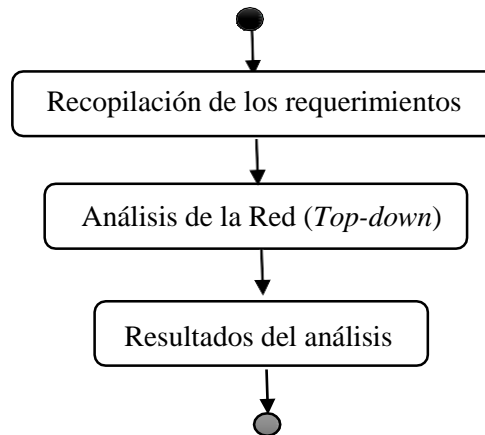 Recopilación de los requerimientos
Análisis de la Red (Top-down)
Resultados del análisis